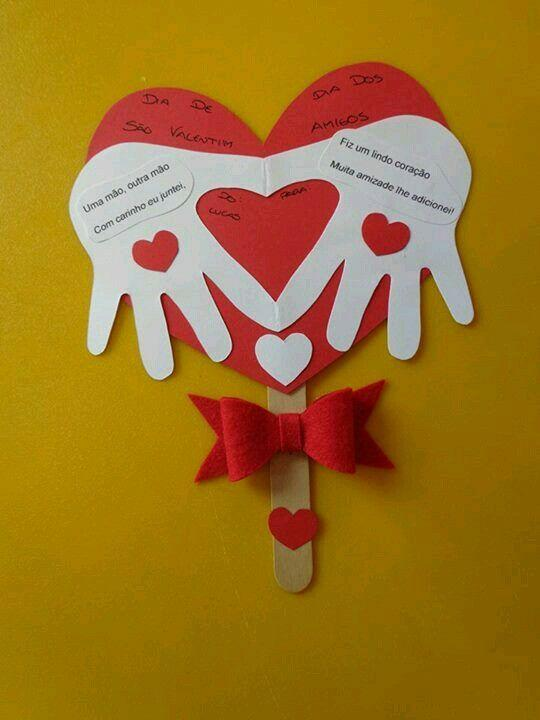 DIA DE
SÃO VALENTIM
DIA DOS
AMIGOS
Uma mão, outra mão
Com carinho eu juntei,
Fiz um lindo coração
Muita amizade lhe adicionei!
DO: PARA:
LUCAS